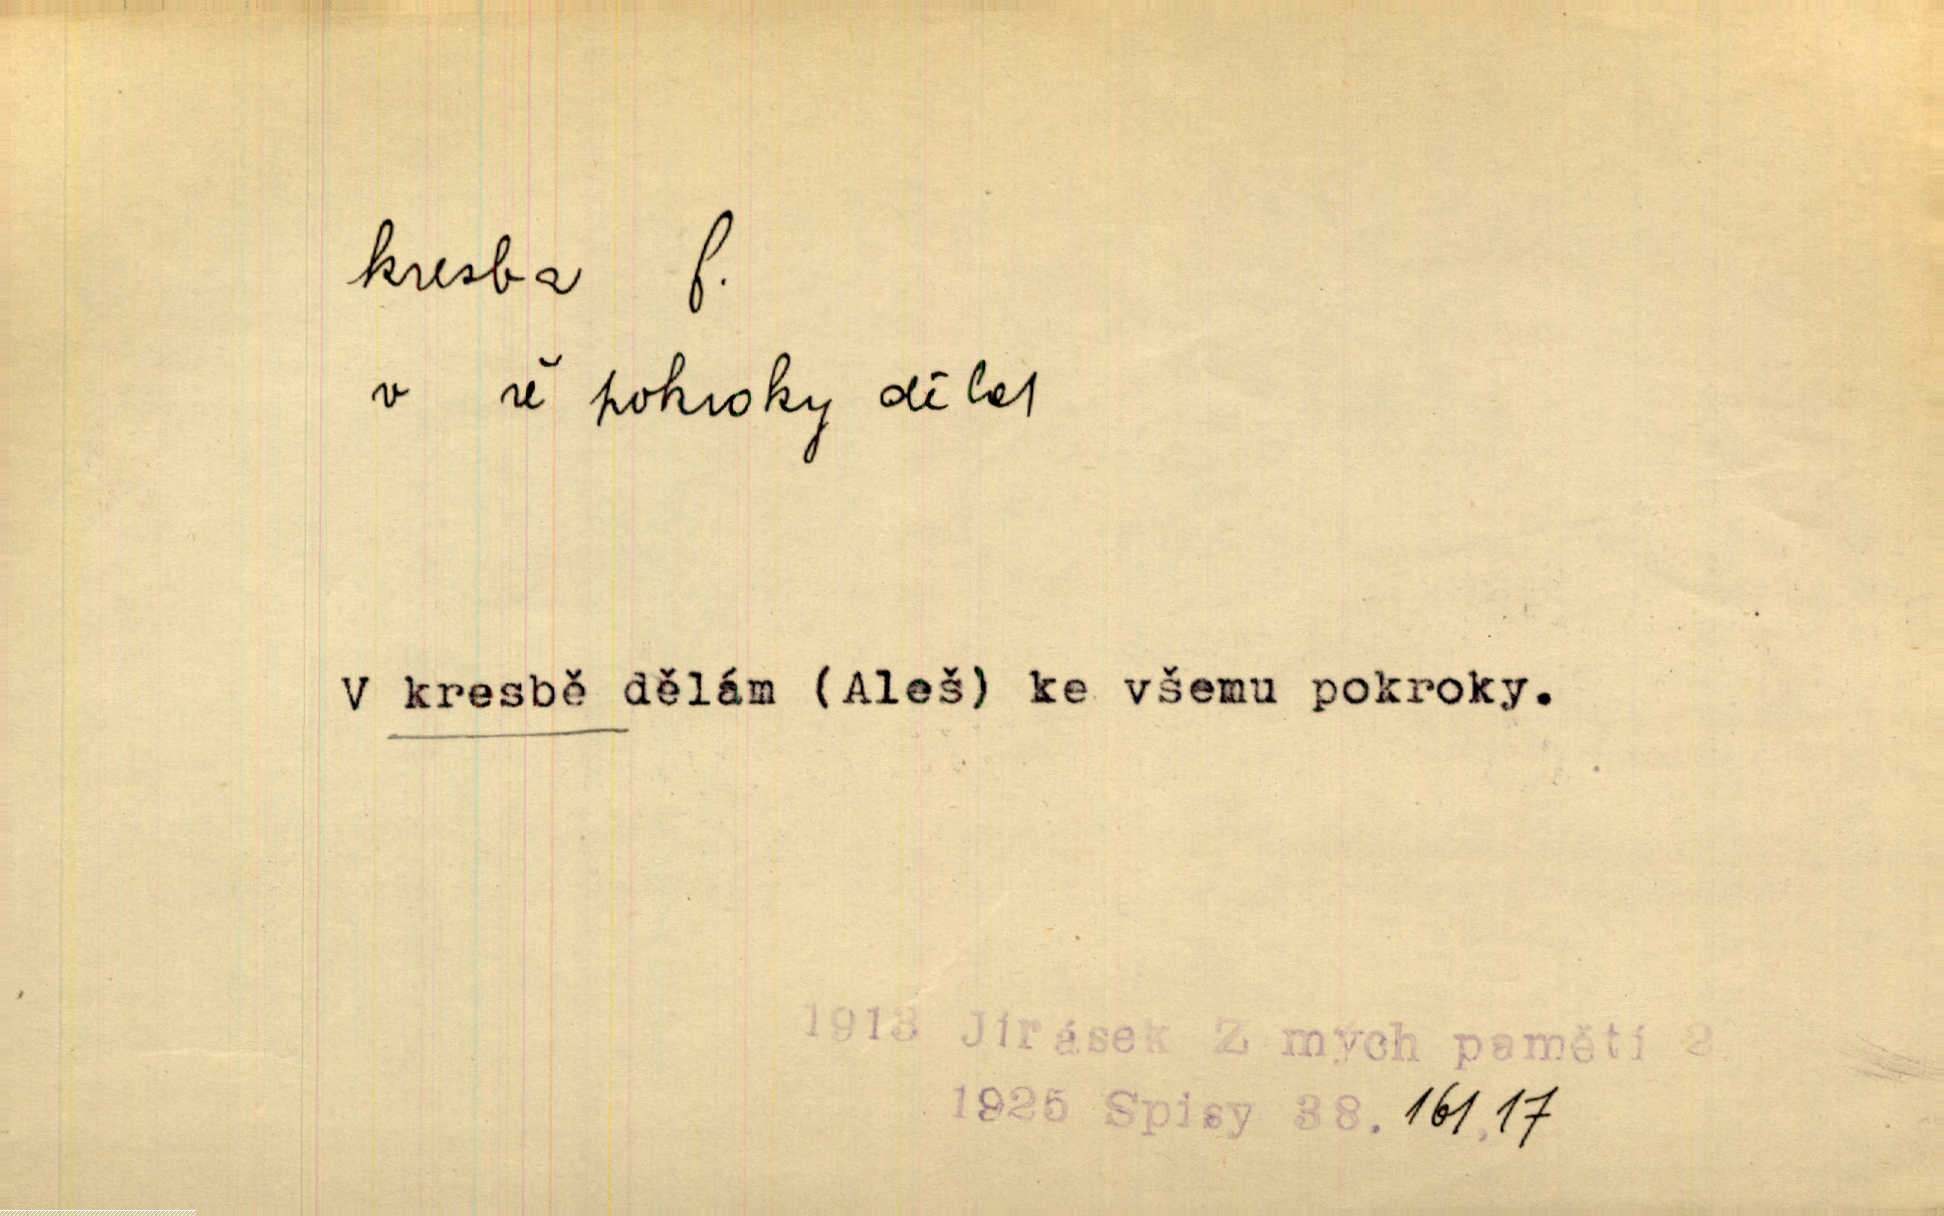 kresba f.
v ně pokroky dělat
V kresbě dělám (Aleš) ke všemu pokroky.
1913 Jirásek Z mých pamětí 2
1925 Spisy 38. 161,17